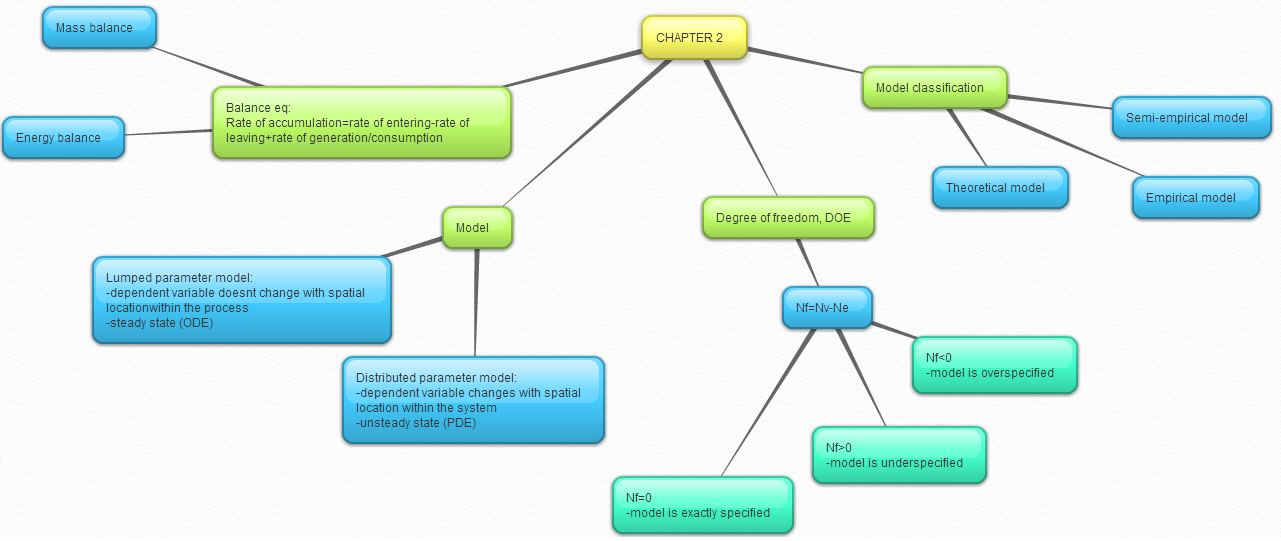 CHAPTER 2
Mass balance
Energy balance
Balance eq:
Rate of accumulation=rate of entering-rate of
leaving+rate of generation/consumption
Model classification
Semi-empirical model
Theoretical model
Empirical model
Model
Lumped parameter model:
-dependent variable doesnt change with spatial
locationwithin the process
-steady state (ODE)
Distributed parameter model:
-dependent variable changes with spatial
location within the system
-unsteady state (PDE)
Degree of freedom, DOE
Nf=Nv-Ne
Nf<0
-model is overspecified
Nf>0
-model is underspecified
Nf=0
-model is exactly specified